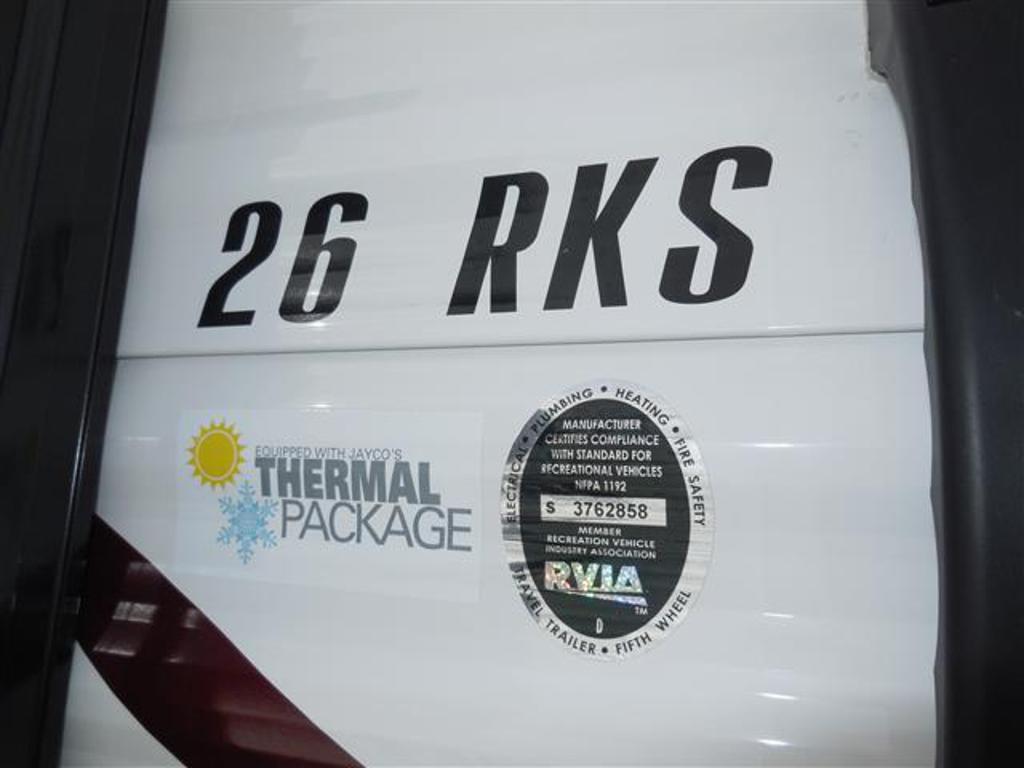 26 RKS
EQUIPPED WITH JAYCO'S
THERMAL
PACKAGE
ELECTRICAL • PLUMBING • HEATING • FIRE SAFETY
MANUFACTURER
CERTIFIES COMPLIANCE
WITH STANDARD FOR
RECREATIONAL VEHICLES
NFPA 1192
S 3762858
MEMBER
RECREATION VEHICLE
INDUSTRY ASSOCIATION
RVIA
TM
D
TRAVEL TRAILER • FIFTH WHEEL